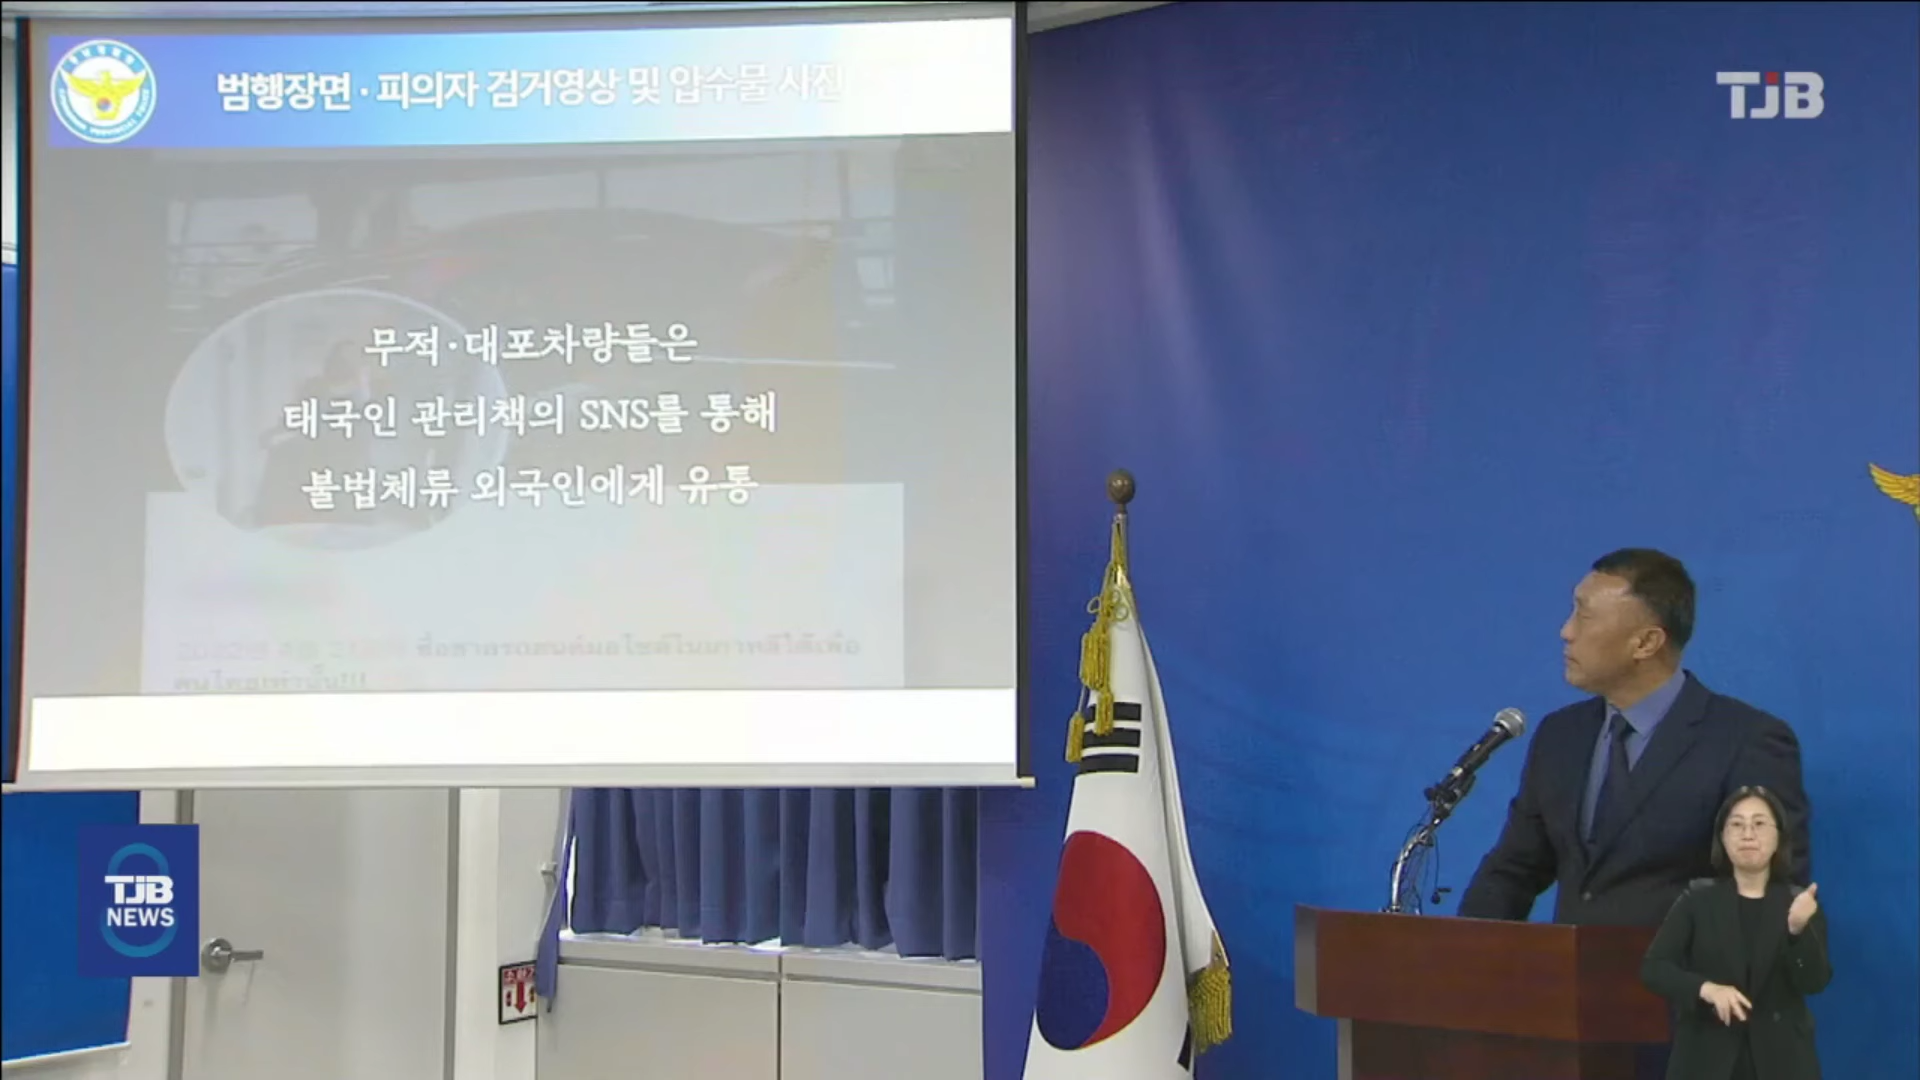 범행장면·피의자 검거영상 및 압수물 사진
TJB
무적·대포차량들은
태국인 관리책의 SNS를 통해
불법체류 외국인에게 유통
TJB
NEWS